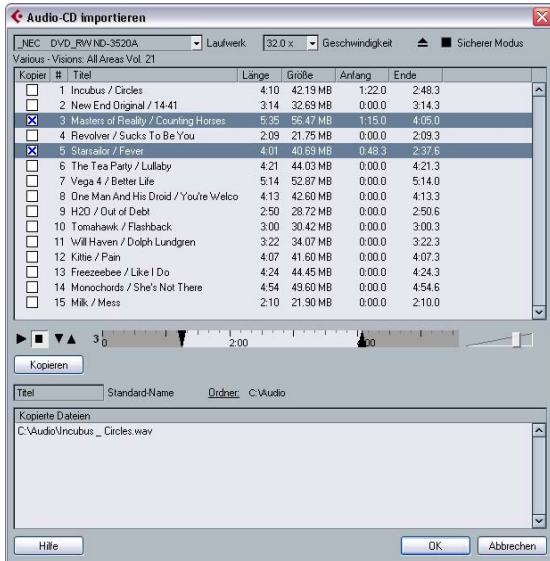 Audio-CD importieren
_NEC DVD_RW ND-3520A Laufwerk 32.0 x Geschwindigkeit Sicherer Modus
Various - Visions: All Areas Vol. 21
Kopier # Titel Länge Größe Anfang Ende
1 Incubus / Circles 4:10 42.19 MB 1:22.0 2:48.3
2 New End Original / 14-41 3:14 32.69 MB 0:00.0 3:14.3
3 Masters of Reality / Counting Horses 5:35 56.47 MB 1:15.0 4:05.0
4 Revolver / Sucks To Be You 2:09 21.75 MB 0:00.0 2:09.3
5 Starsailor / Fever 4:01 40.69 MB 0:48.3 2:37.6
6 The Tea Party / Lullaby 4:21 44.03 MB 0:00.0 4:21.3
7 Vega 4 / Better Life 5:14 52.87 MB 0:00.0 5:14.0
8 One Man And His Droid / You're Welco 4:13 42.60 MB 0:00.0 4:13.3
9 H2O / Out of Debt 2:50 28.72 MB 0:00.0 2:50.6
10 Tomahawk / Flashback 3:00 30.42 MB 0:00.0 3:00.3
11 Will Haven / Dolph Lundgren 3:22 34.07 MB 0:00.0 3:22.3
12 Kittie / Pain 4:07 41.60 MB 0:00.0 4:07.3
13 Freezeebee / Like I Do 4:24 44.45 MB 0:00.0 4:24.3
14 Monochords / She's Not There 4:54 49.60 MB 0:00.0 4:54.6
15 Milk / Mess 2:10 21.90 MB 0:00.0 2:10.0
3 0 2:00
Kopieren
Titel Standard-Name Ordner: C:\Audio
Kopierte Dateien
C:\Audio\Incubus _ Circles.wav
Hilfe OK Abbrechen